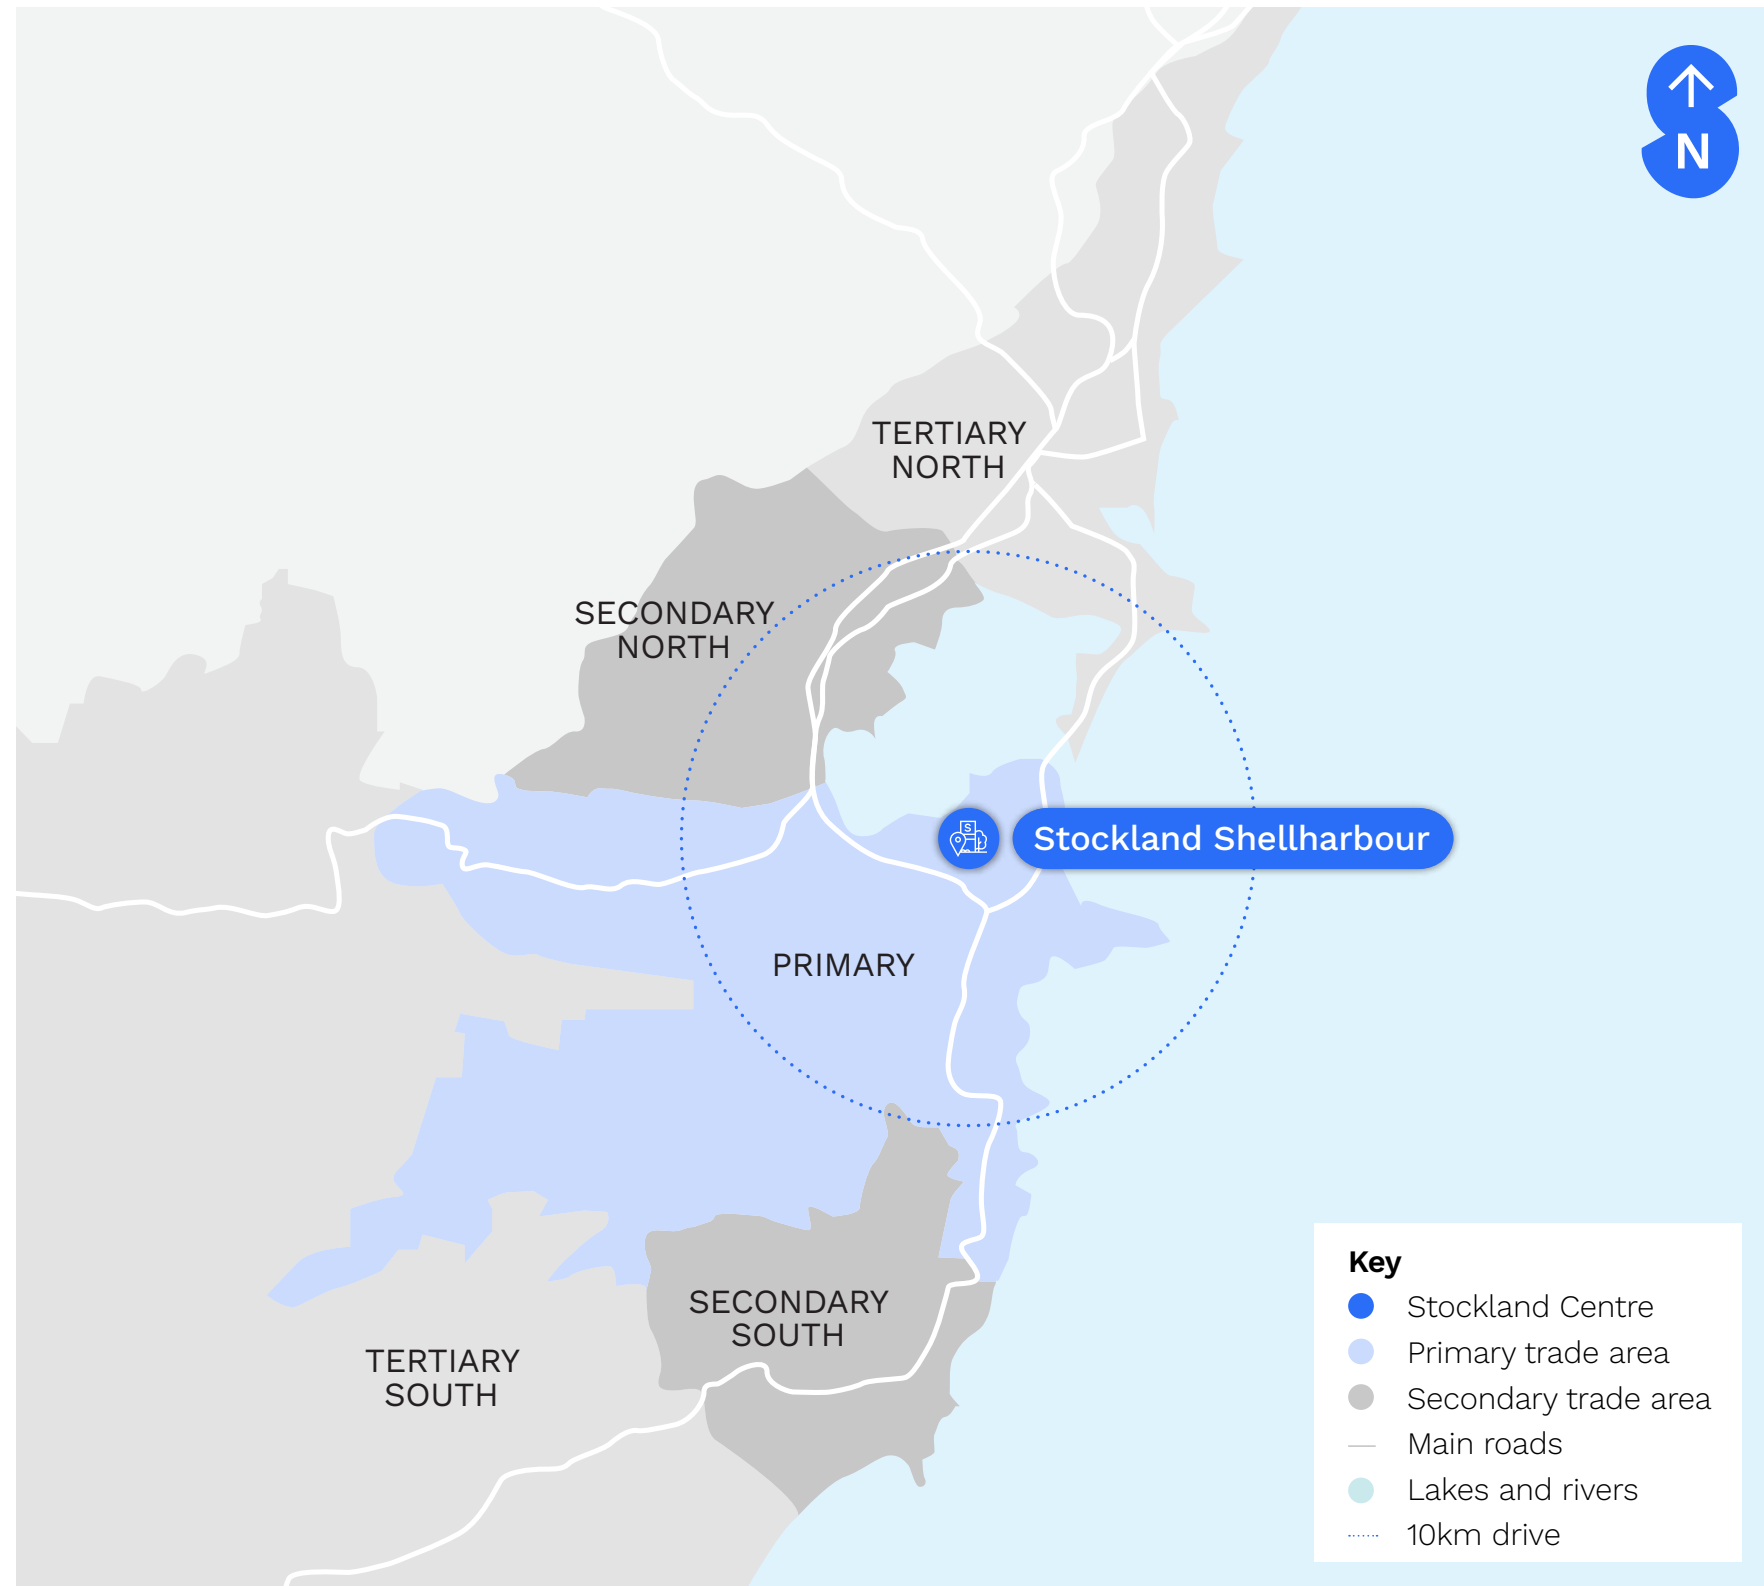 N
TERTIARY
NORTH
SECONDARY
NORTH
S
Stockland Shellharbour
PRIMARY
SECONDARY
SOUTH
TERTIARY
SOUTH
Key
Stockland Centre
Primary trade area
Secondary trade area
Main roads
Lakes and rivers
10km drive